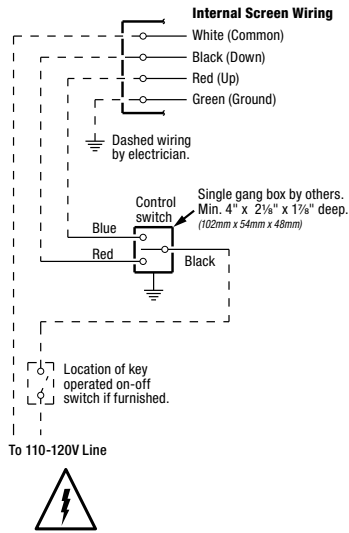 Internal Screen Wiring
White (Common)
Black (Down)
Red (Up)
Green (Ground)
Dashed wiring
by electrician.
Control
switch
Single gang box by others.
Min. 4" x 2⅛" x 1⅞" deep.
(102mm x 54mm x 48mm)
Blue
Red
Black
Location of key
operated on-off
switch if furnished.
To 110-120V Line